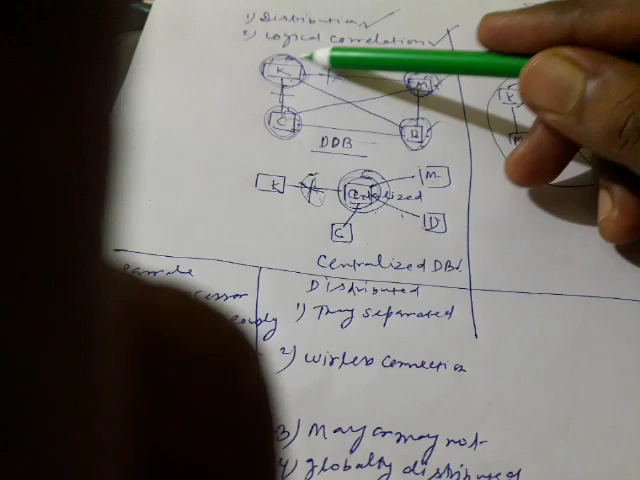 1) Distribution
2) Logical correlation
K
M
C
D
DDB
K
M
K
Centralized
M.
D
C
Centralized DB.
Distributed
1) They separated
2) wireless connection
3) May or may not
4) globally distributed